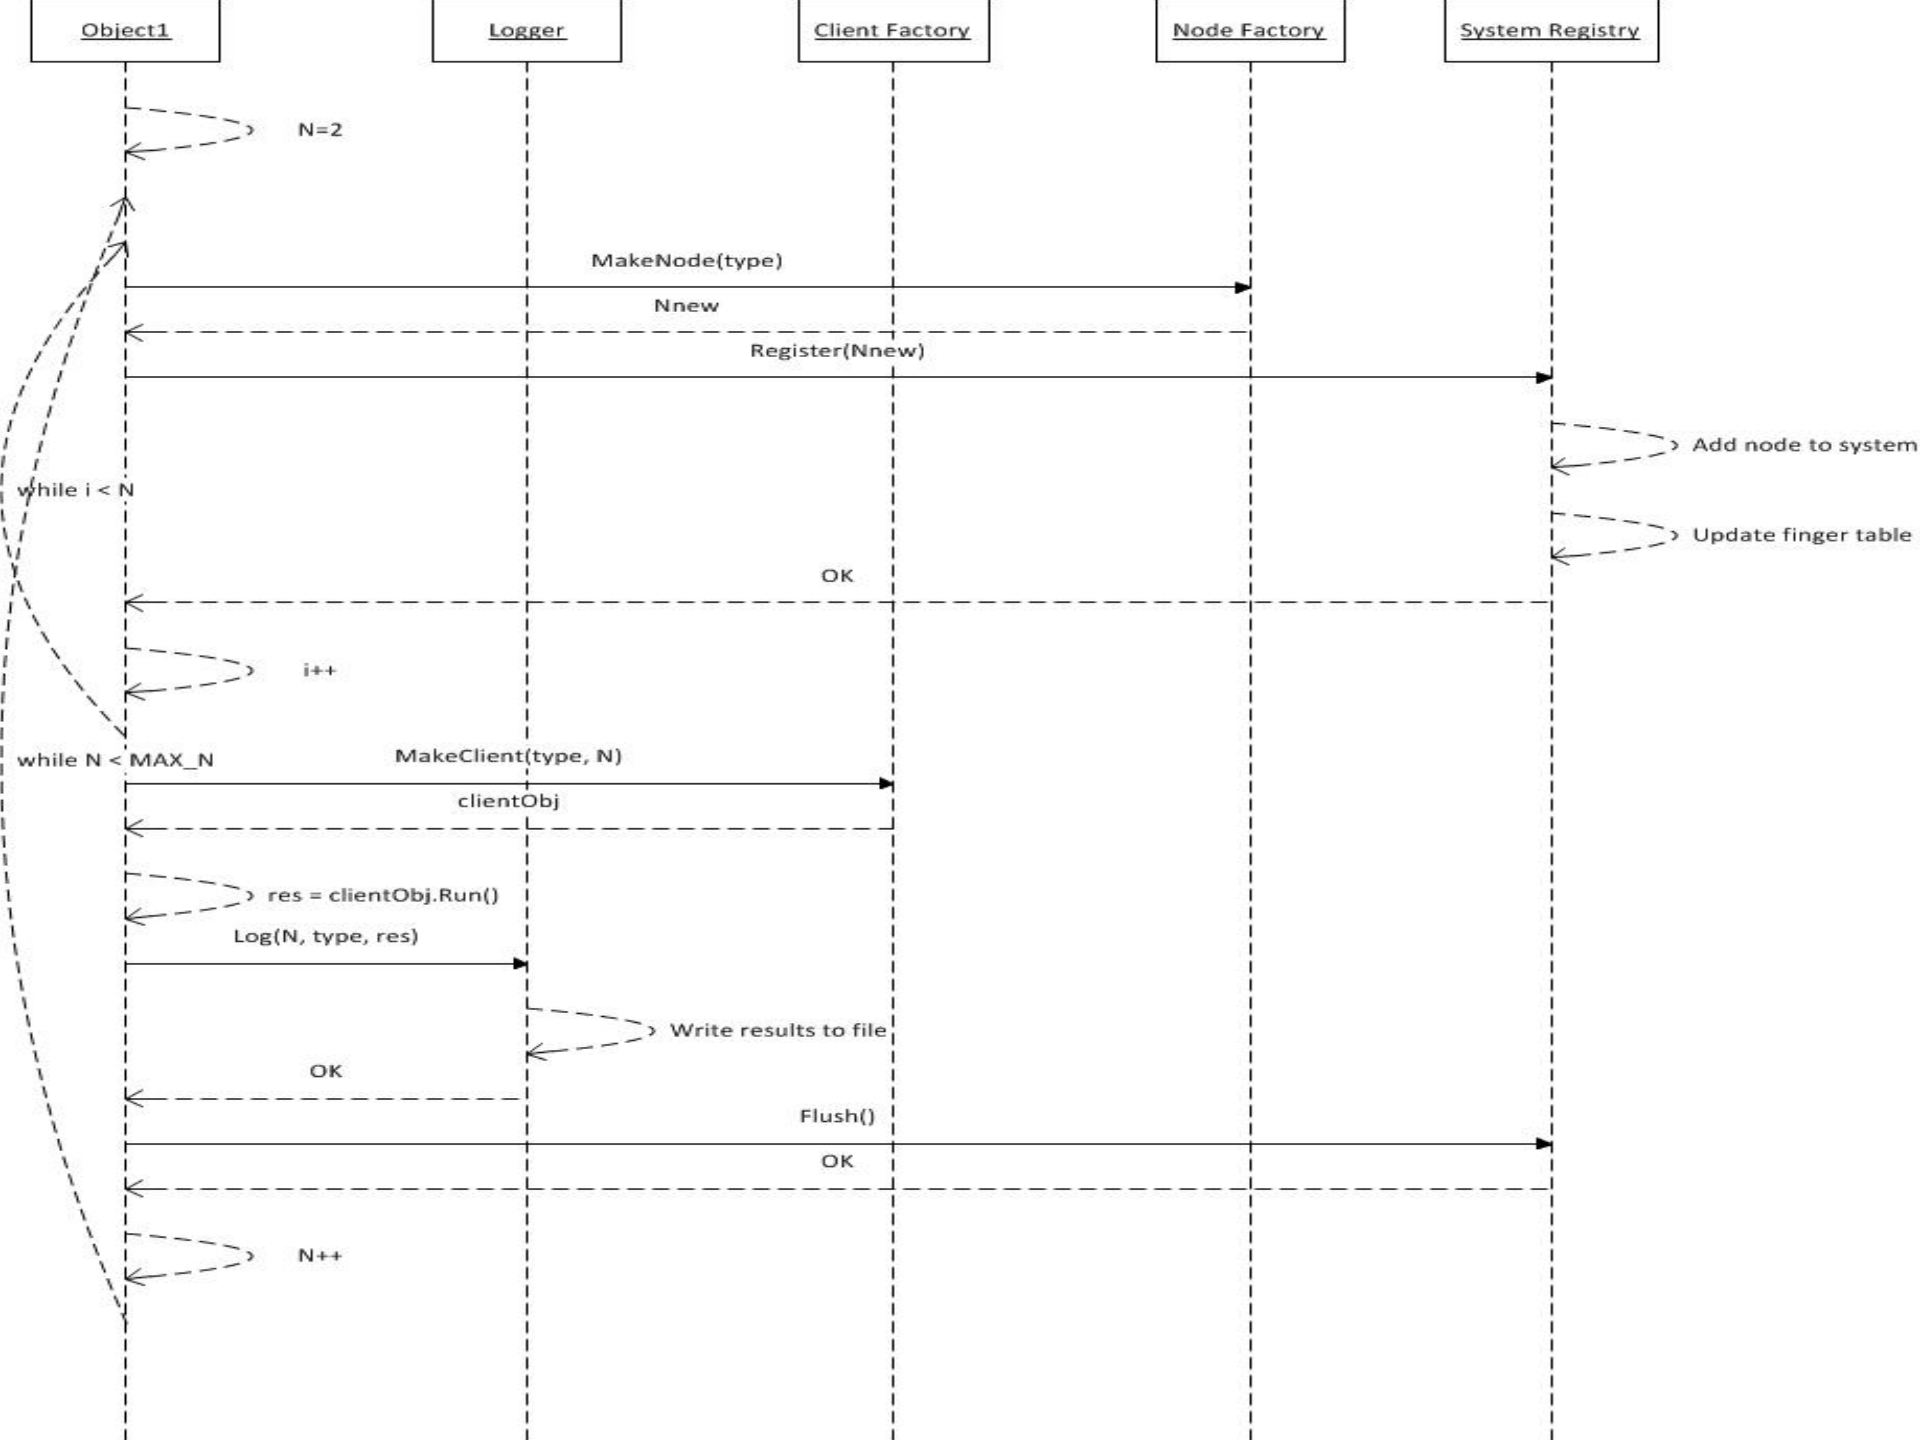 Object1
Logger
Client Factory
Node Factory
System Registry
N=2
MakeNode(type)
Nnew
Register(Nnew)
Add node to system
while i < N
Update finger table
OK
i++
while N < MAX_N
MakeClient(type, N)
clientObj
res = clientObj.Run()
Log(N, type, res)
Write results to file
OK
Flush()
OK
N++